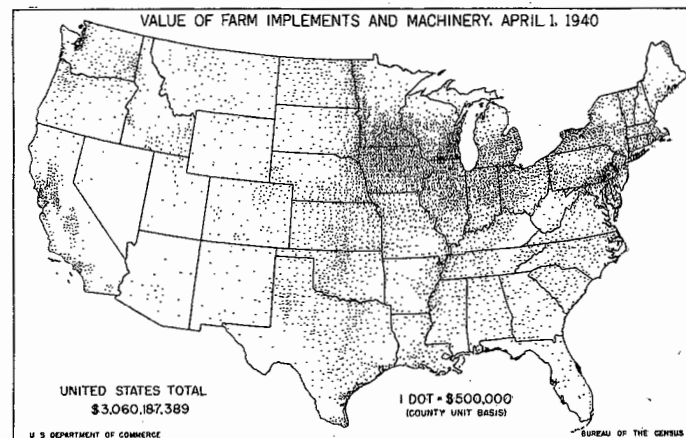 VALUE OF FARM IMPLEMENTS AND MACHINERY, APRIL 1, 1940
UNITED STATES TOTAL
$3,060,187,389
1 DOT = $500,000
(COUNTY UNIT BASIS)
U S DEPARTMENT OF COMMERCE
BUREAU OF THE CENSUS